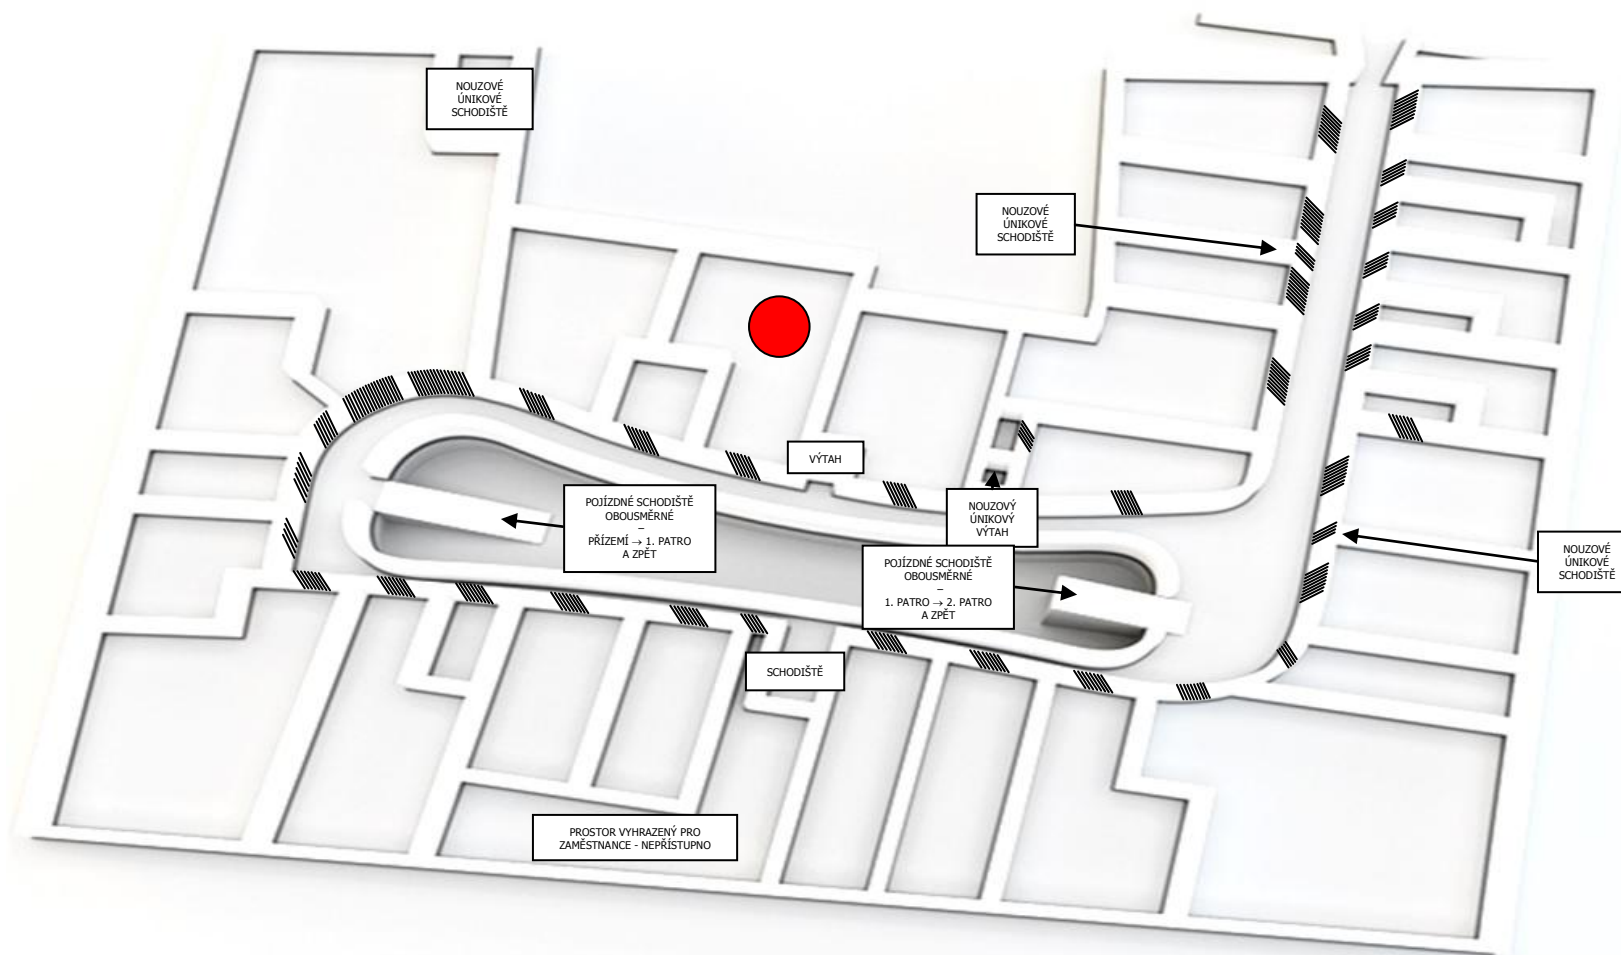 NOUZOVÉ
ÚNIKOVÉ
SCHODIŠTĚ
NOUZOVÉ
ÚNIKOVÉ
SCHODIŠTĚ
VÝTAH
POJÍZDNÉ SCHODIŠTĚ
OBOUSMĚRNÉ
–
PŘÍZEMÍ → 1. PATRO
A ZPĚT
NOUZOVÝ
ÚNIKOVÝ
VÝTAH
POJÍZDNÉ SCHODIŠTĚ
OBOUSMĚRNÉ
–
1. PATRO → 2. PATRO
A ZPĚT
NOUZOVÉ
ÚNIKOVÉ
SCHODIŠTĚ
SCHODIŠTĚ
PROSTOR VYHRAZENÝ PRO
ZAMĚSTNANCE - NEPŘÍSTUPNO